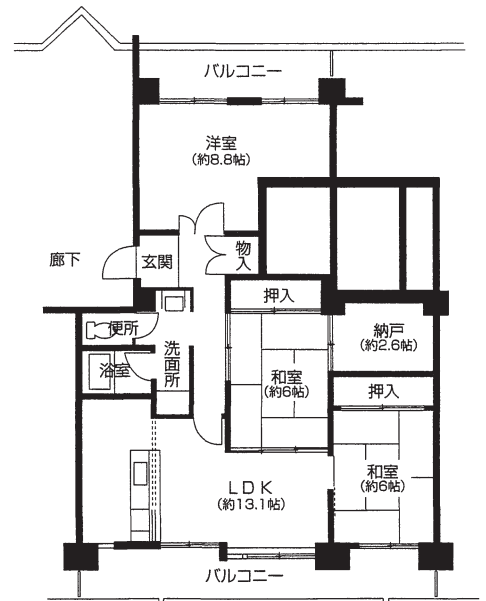 バルコニー
洋室
(約8.8帖)
廊下
玄関
物入
押入
便所
納戸
(約2.6帖)
浴室
洗面所
和室
(約6帖)
押入
和室
(約6帖)
LDK
(約13.1帖)
バルコニー